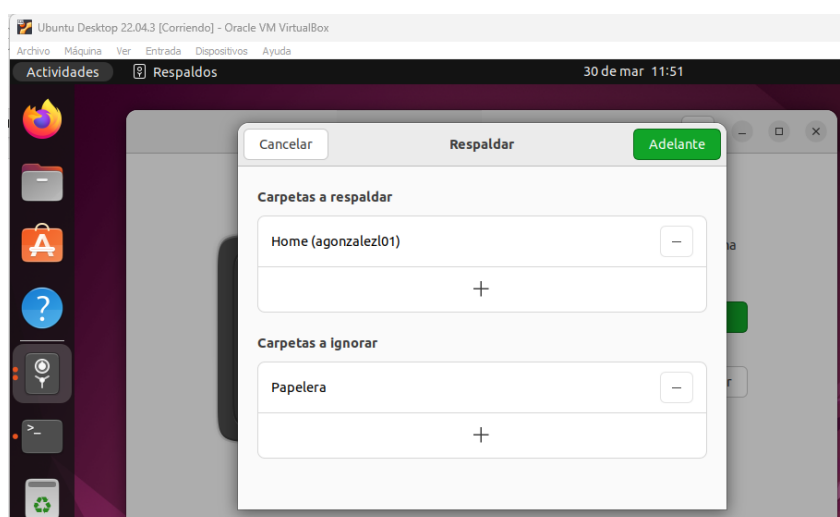 Ubuntu Desktop 22.04.3 [Corriendo] - Oracle VM VirtualBox
Archivo Máquina Ver Entrada Dispositivos Ayuda
Actividades Respaldos 30 de mar 11:51
Cancelar Respaldar Adelante
Carpetas a respaldar
Home (agonzalezl01)
Carpetas a ignorar
Papelera